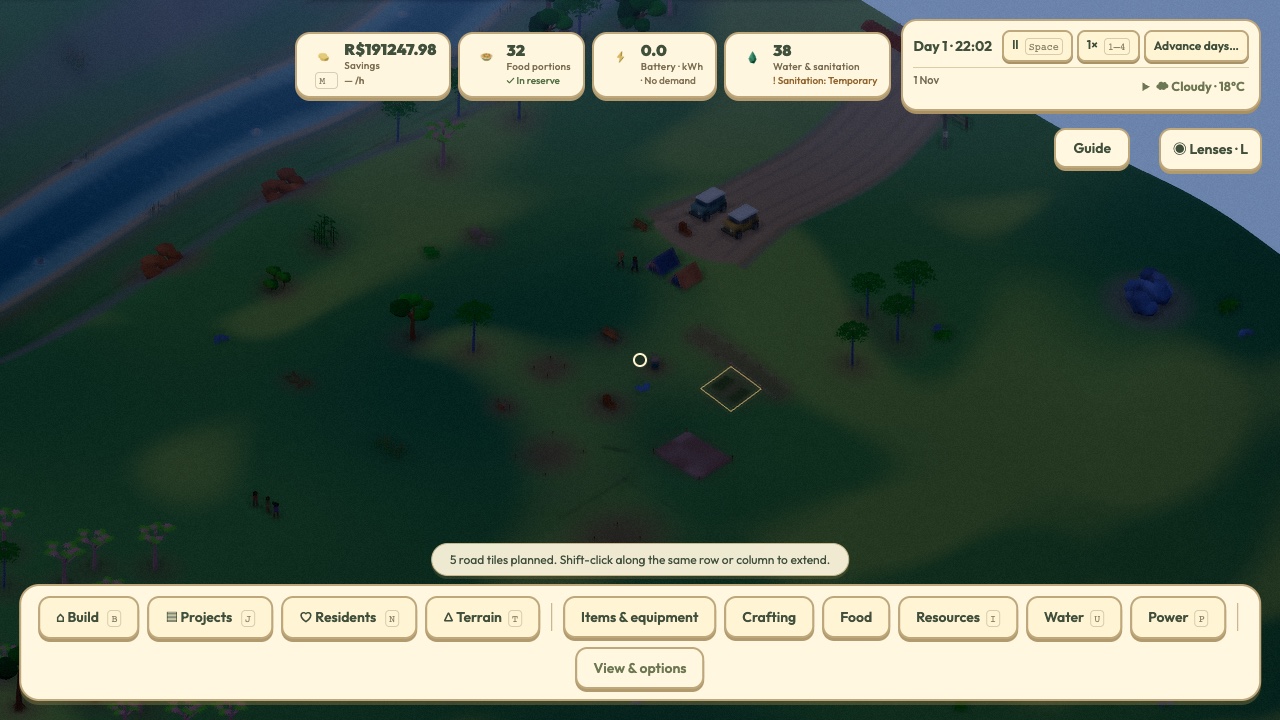 R$191247.98
Savings
M — /h
32
Food portions
✓ In reserve
0.0
Battery · kWh
· No demand
38
Water & sanitation
! Sanitation: Temporary
Day 1 · 22:02
II Space
1× 1–4
Advance days...
1 Nov
▶ Cloudy · 18°C
Guide
◉ Lenses · L
5 road tiles planned. Shift-click along the same row or column to extend.
⌂ Build B
▤ Projects J
♡ Residents N
△ Terrain T
Items & equipment
Crafting
Food
Resources I
Water U
Power P
View & options